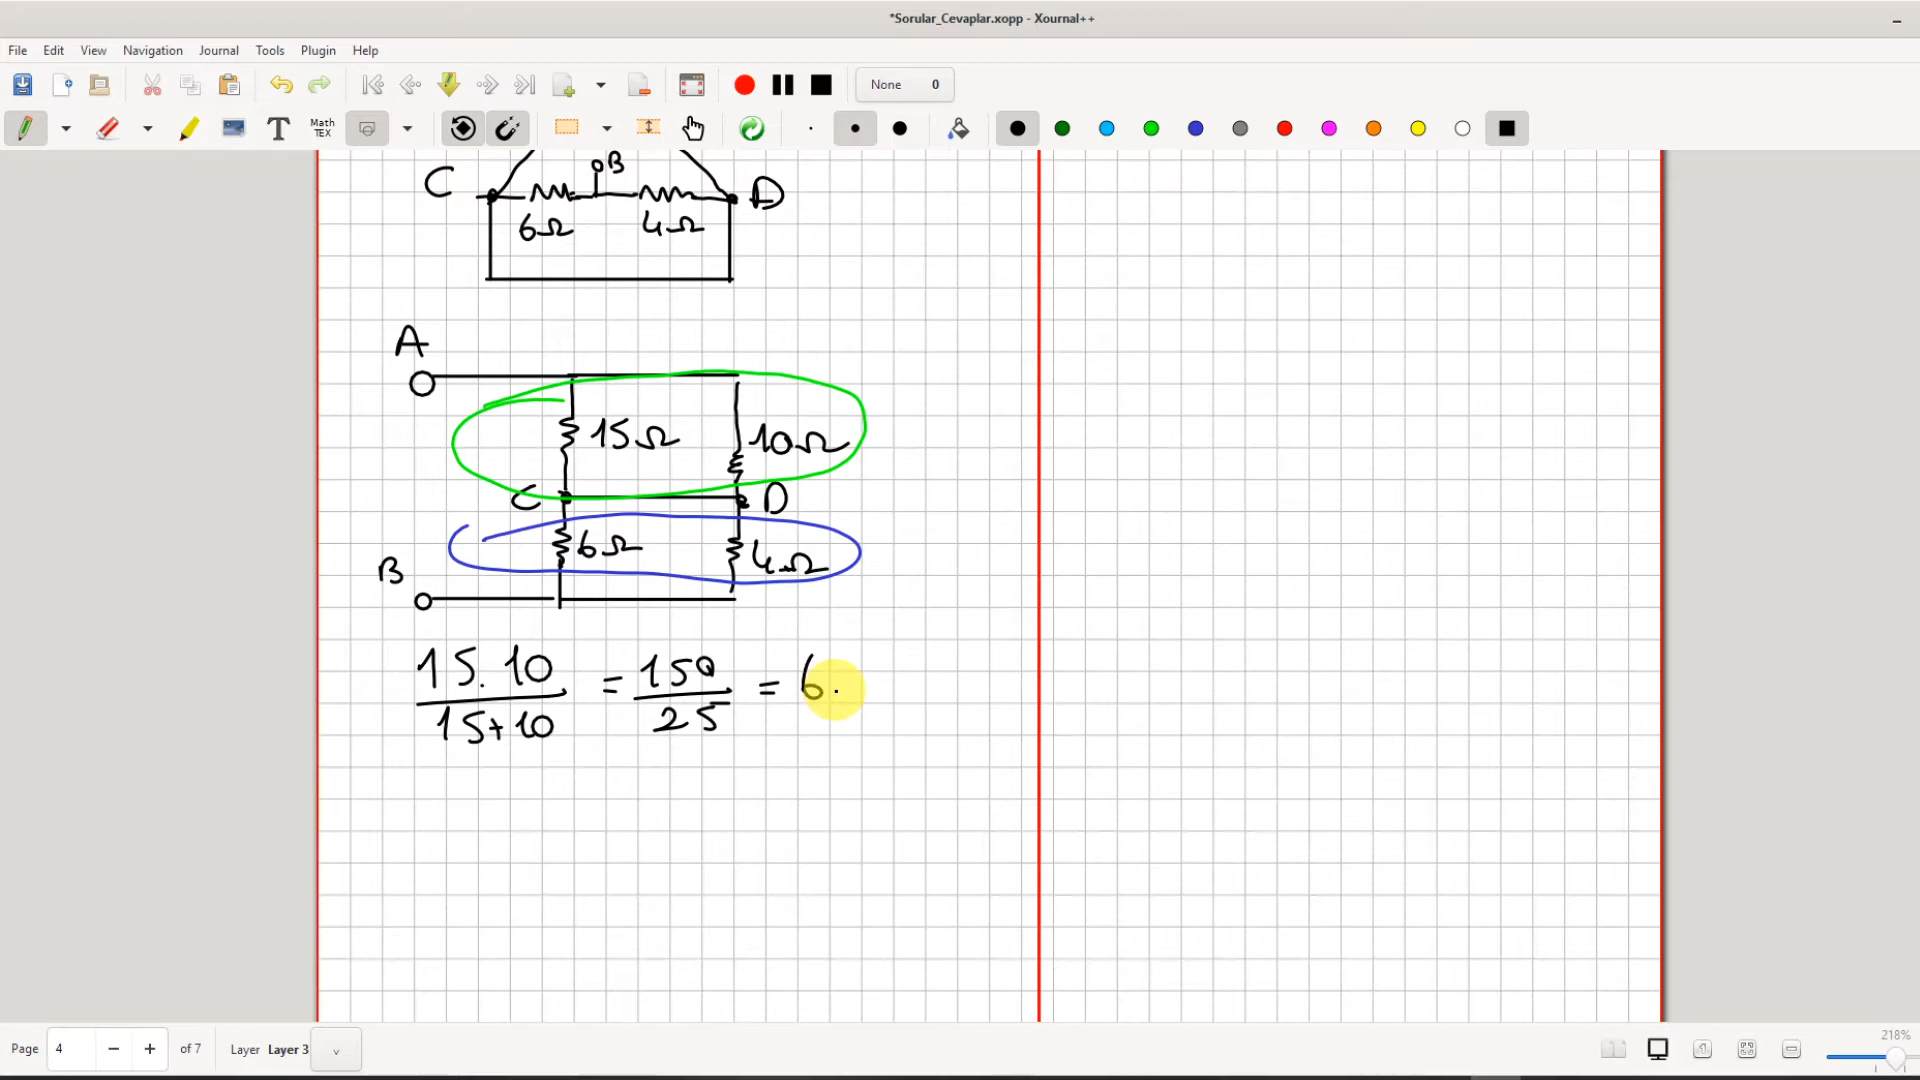 *Sorular_Cevaplar.xopp - Xournal++
File Edit View Navigation Journal Tools Plugin Help
None 0
T Math TEX
B
C D
6Ω 4Ω
A
15Ω 10Ω
C D
6Ω 4Ω
B
15.10 = 150 = 6
15+10 25
Page 4 of 7 Layer Layer 3
218%